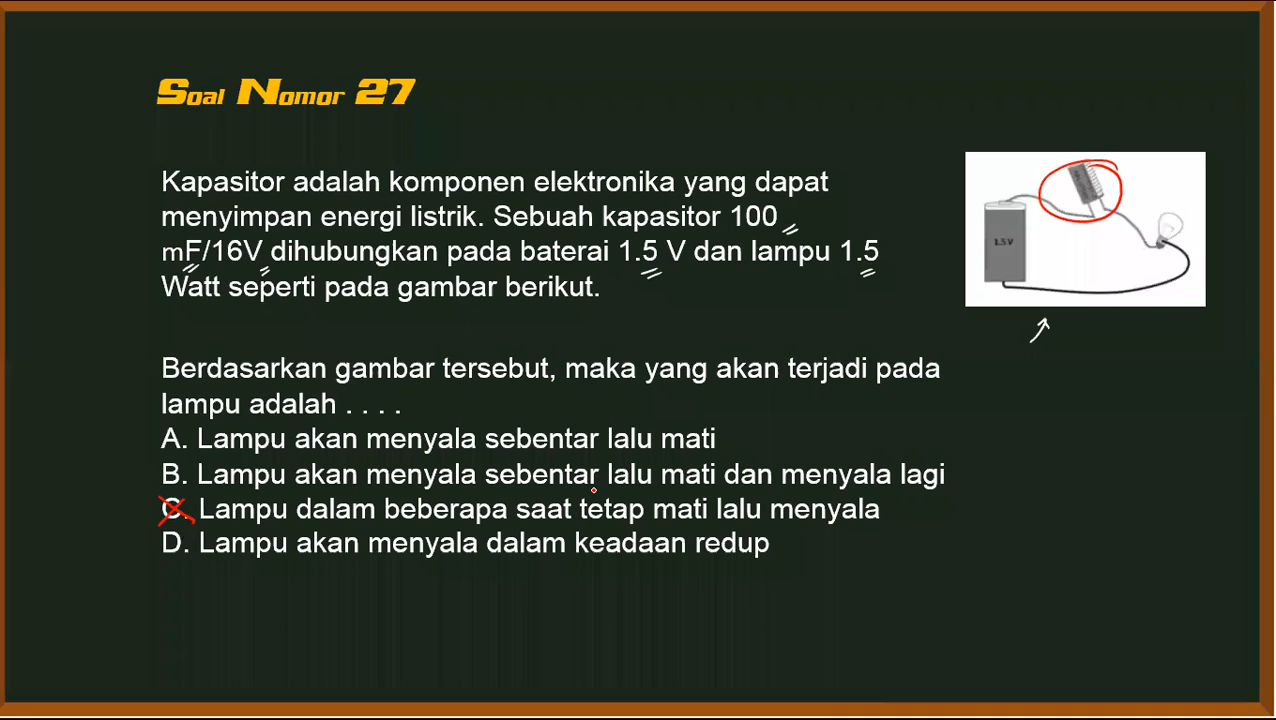 Soal Nomor 27
Kapasitor adalah komponen elektronika yang dapat
menyimpan energi listrik. Sebuah kapasitor 100
mF/16V dihubungkan pada baterai 1.5 V dan lampu 1.5
Watt seperti pada gambar berikut.
1.5 V
Berdasarkan gambar tersebut, maka yang akan terjadi pada
lampu adalah . . . .
A. Lampu akan menyala sebentar lalu mati
B. Lampu akan menyala sebentar lalu mati dan menyala lagi
C. Lampu dalam beberapa saat tetap mati lalu menyala
D. Lampu akan menyala dalam keadaan redup